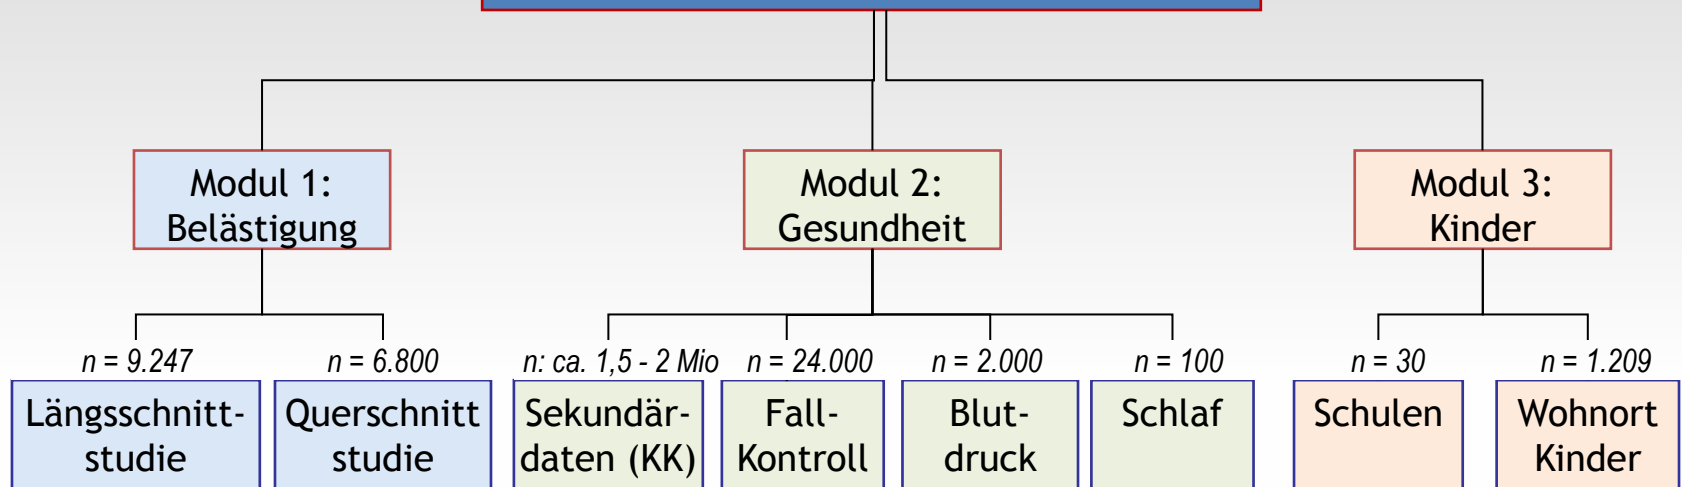 Modul 1:
Belästigung
Modul 2:
Gesundheit
Modul 3:
Kinder
n = 9.247
n = 6.800
n: ca. 1,5 - 2 Mio
n = 24.000
n = 2.000
n = 100
n = 30
n = 1.209
Längsschnitt-
studie
Querschnitt
studie
Sekundär-
daten (KK)
Fall-
Kontroll
Blut-
druck
Schlaf
Schulen
Wohnort
Kinder